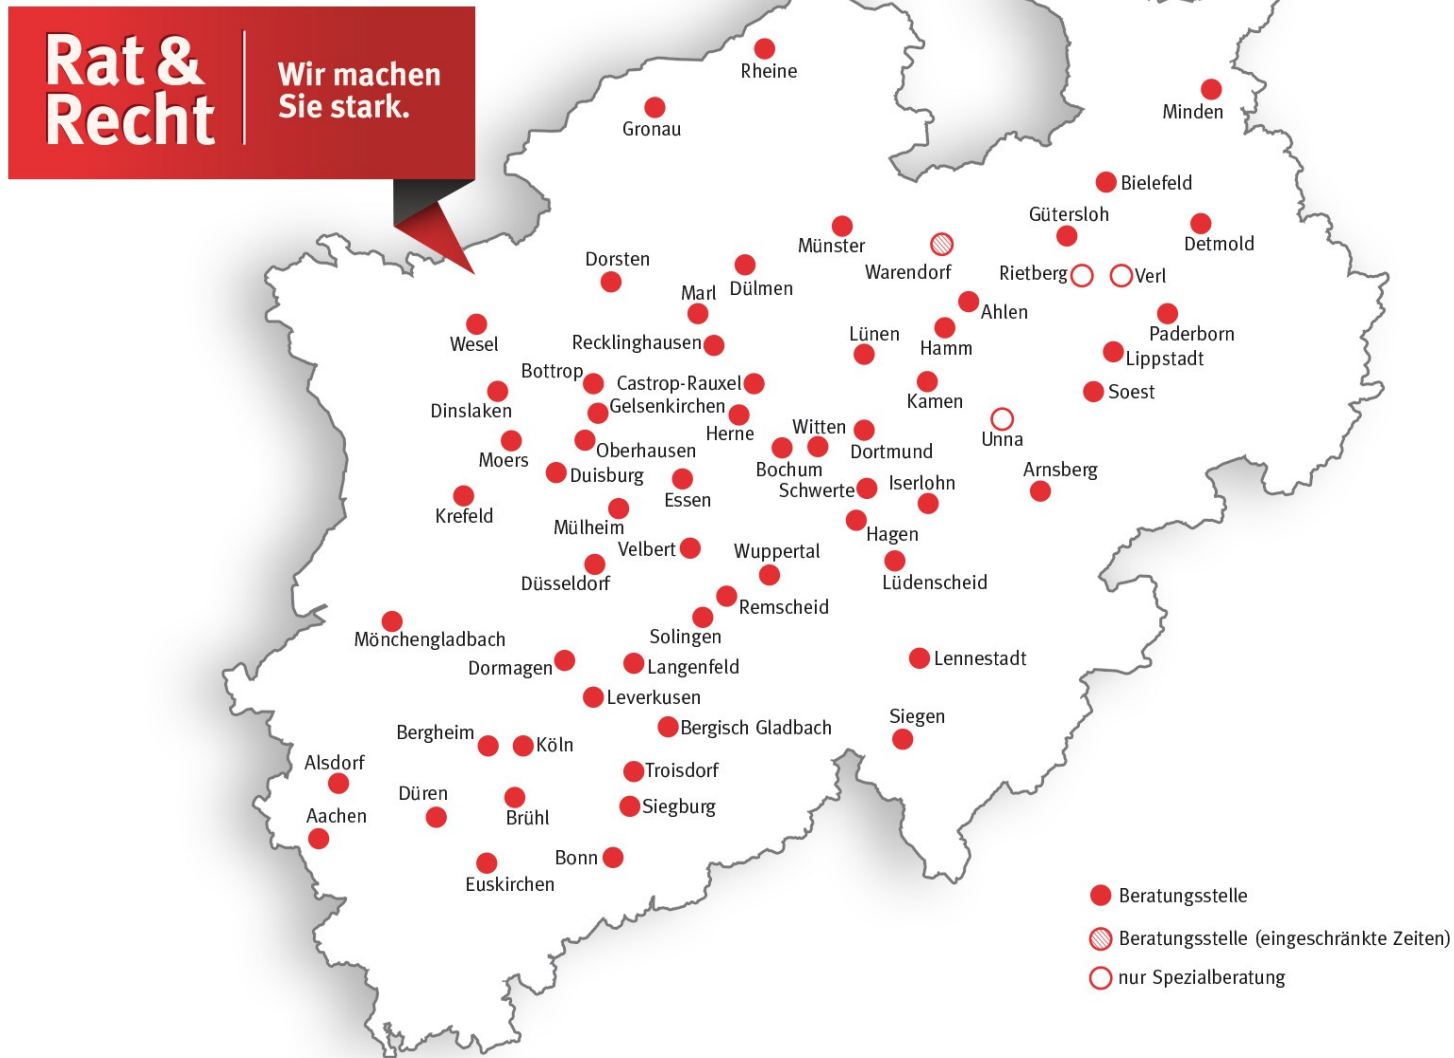 Rat &
Recht
Wir machen
Sie stark.
Rheine
Minden
Gronau
Bielefeld
Gütersloh
Detmold
Münster
Warendorf
Rietberg
Verl
Dorsten
Dülmen
Marl
Ahlen
Wesel
Recklinghausen
Lünen
Hamm
Paderborn
Lippstadt
Bottrop
Castrop-Rauxel
Kamen
Soest
Dinslaken
Gelsenkirchen
Herne
Witten
Unna
Moers
Oberhausen
Bochum
Dortmund
Duisburg
Essen
Schwerte
Iserlohn
Arnsberg
Krefeld
Mülheim
Hagen
Velbert
Wuppertal
Düsseldorf
Lüdenscheid
Remscheid
Mönchengladbach
Solingen
Dormagen
Langenfeld
Lennestadt
Leverkusen
Siegen
Bergheim
Köln
Bergisch Gladbach
Alsdorf
Troisdorf
Düren
Brühl
Siegburg
Aachen
Bonn
Euskirchen
Beratungsstelle
Beratungsstelle (eingeschränkte Zeiten)
nur Spezialberatung